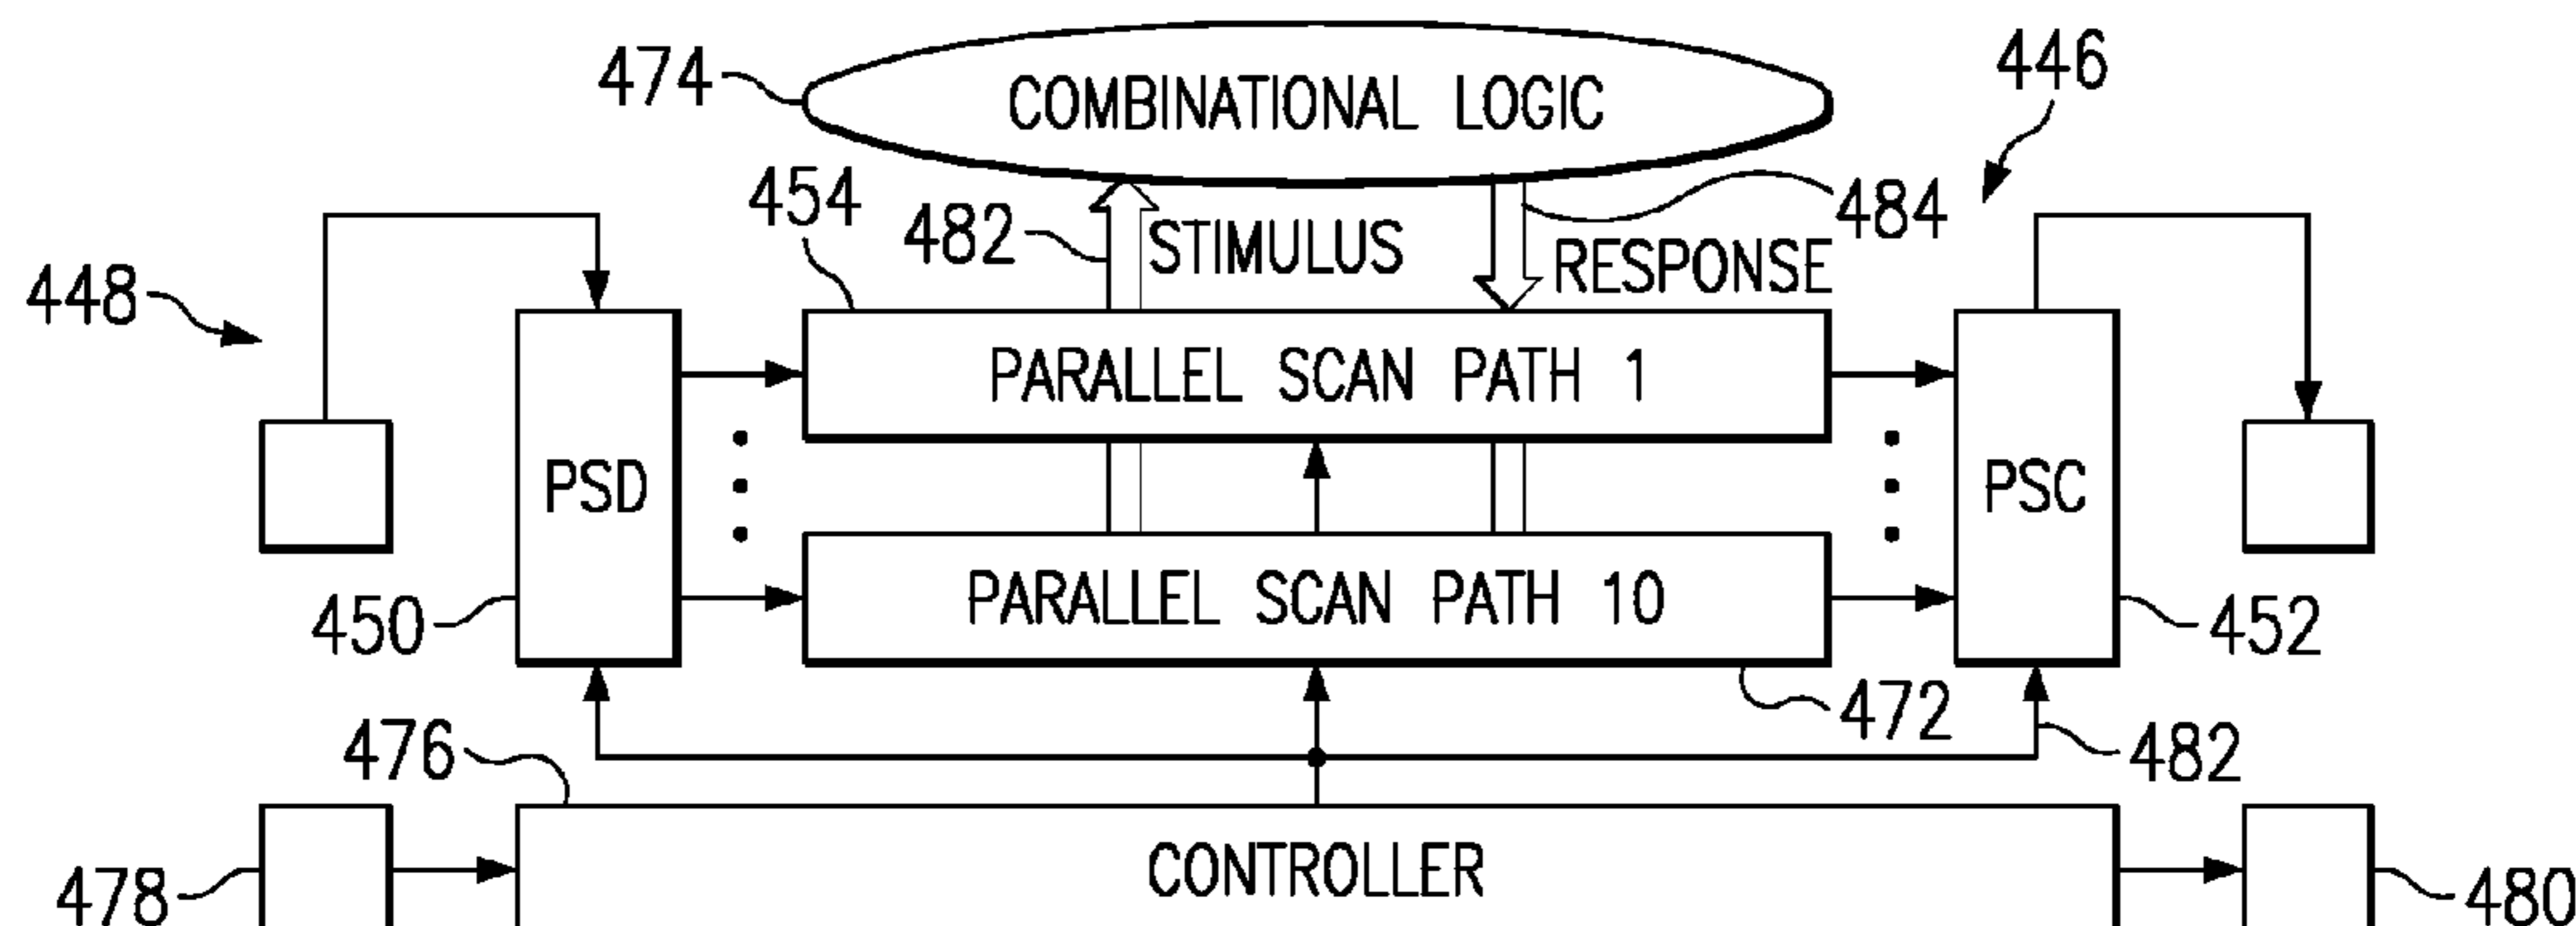 474
COMBINATIONAL LOGIC
446
454
482
STIMULUS
484
RESPONSE
448
PARALLEL SCAN PATH 1
PSD
PSC
PARALLEL SCAN PATH 10
450
452
472
476
482
CONTROLLER
478
480